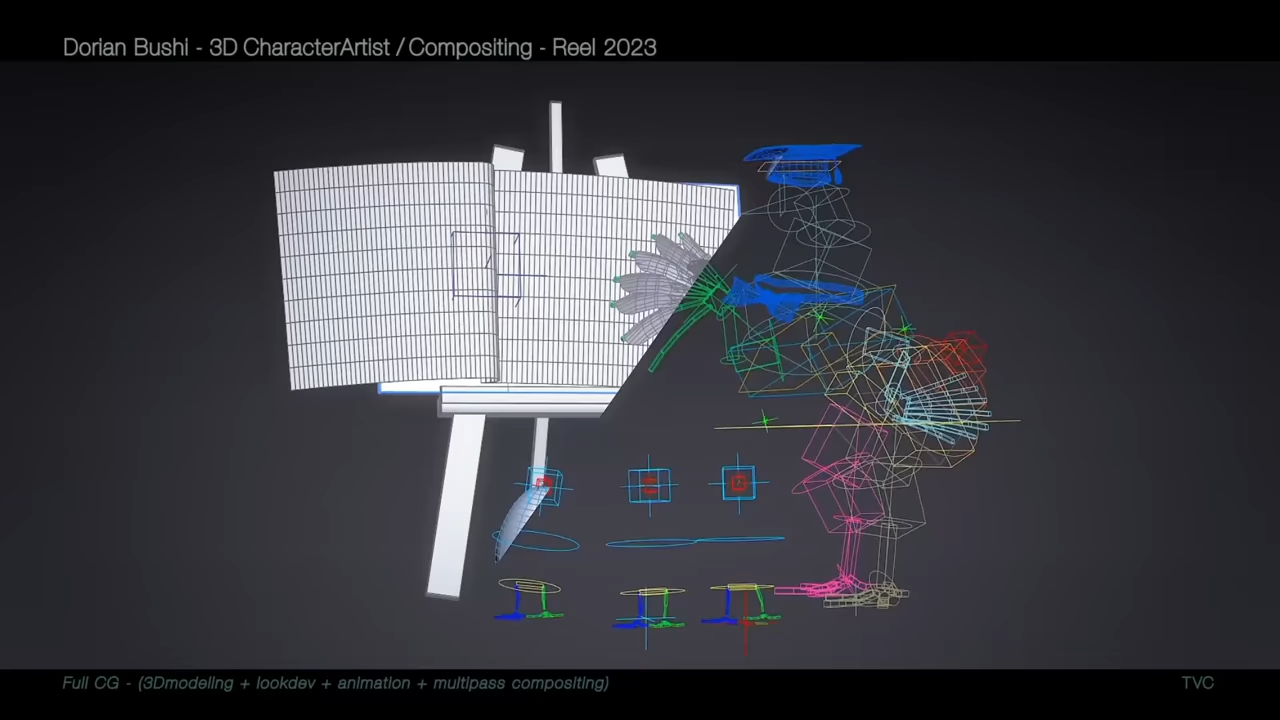 Dorian Bushi - 3D CharacterArtist / Compositing - Reel 2023
Full CG - (3Dmodeling + lookdev + animation + multipass compositing)
TVC